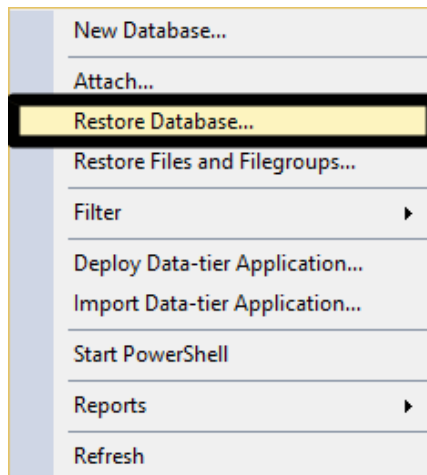 New Database...
Attach...
Restore Database...
Restore Files and Filegroups...
Filter
Deploy Data-tier Application...
Import Data-tier Application...
Start PowerShell
Reports
Refresh